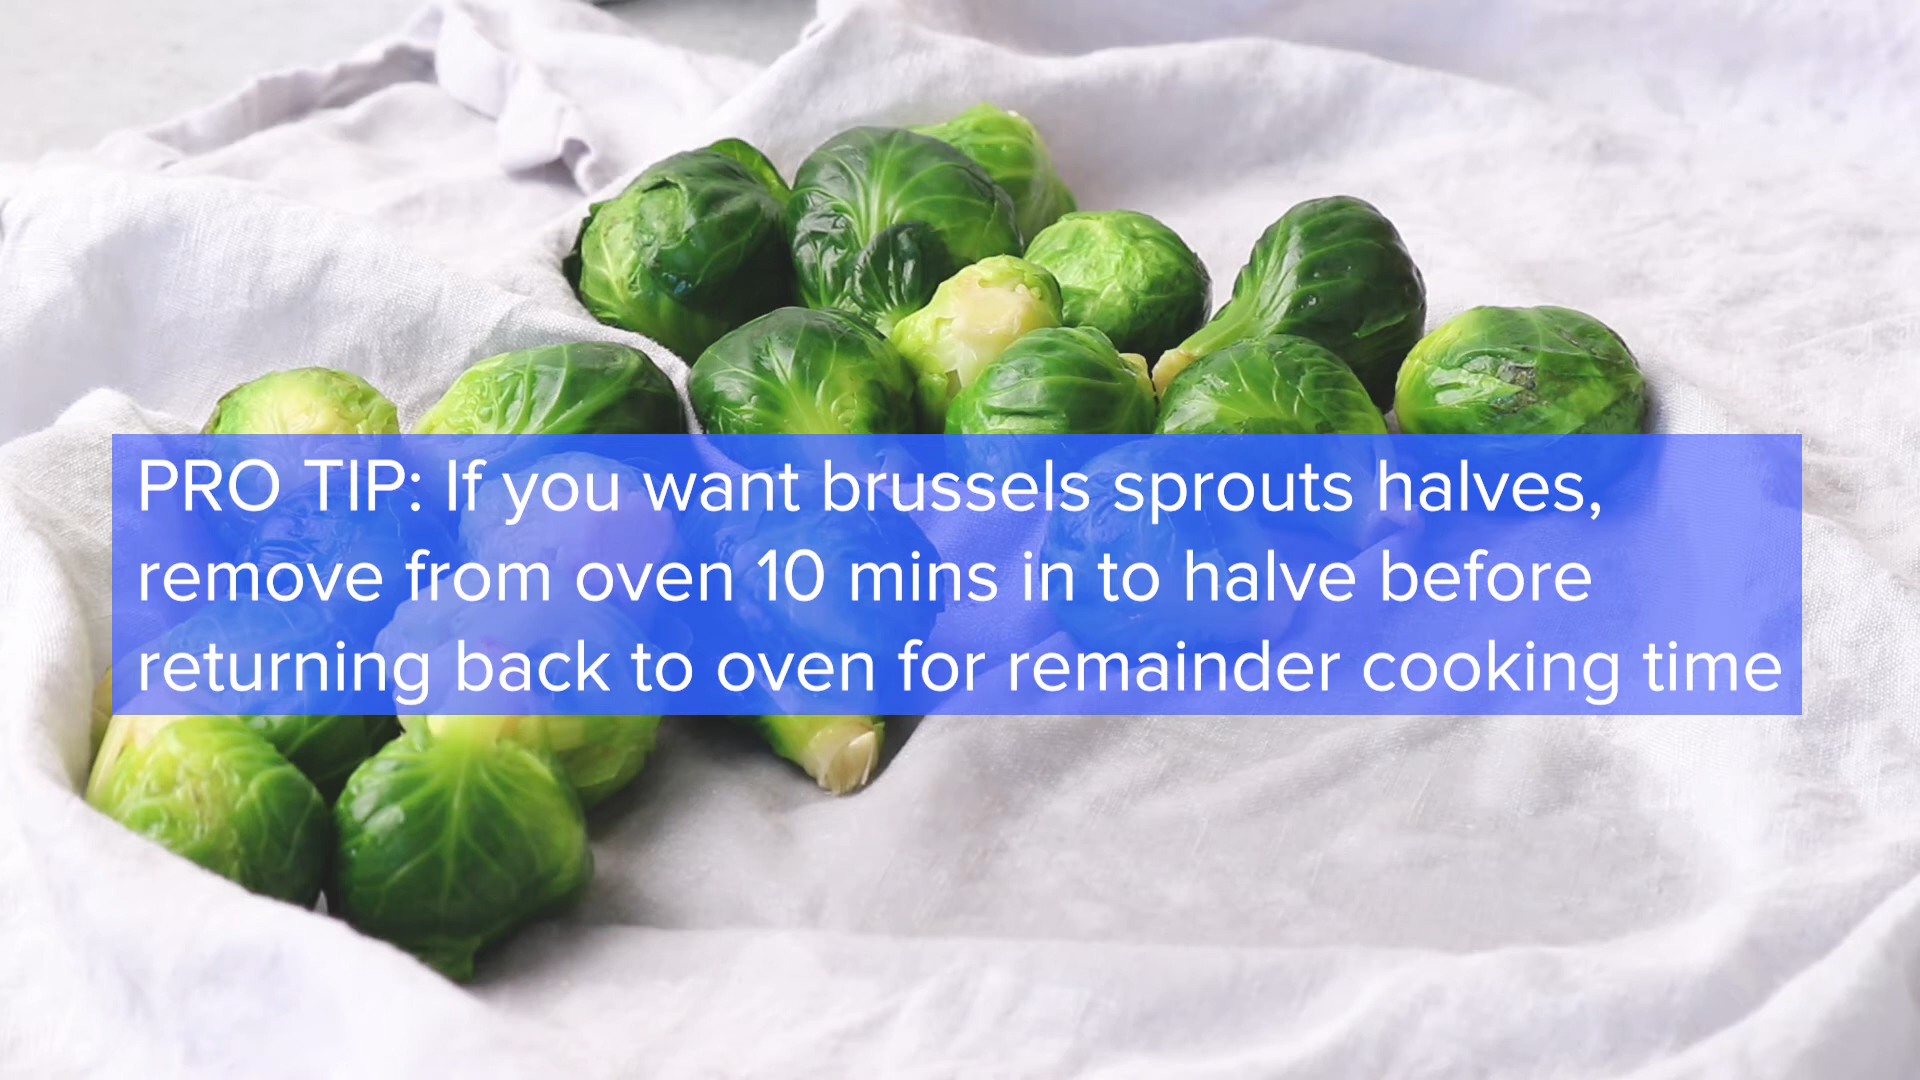 PRO TIP: If you want brussels sprouts halves,
remove from oven 10 mins in to halve before
returning back to oven for remainder cooking time